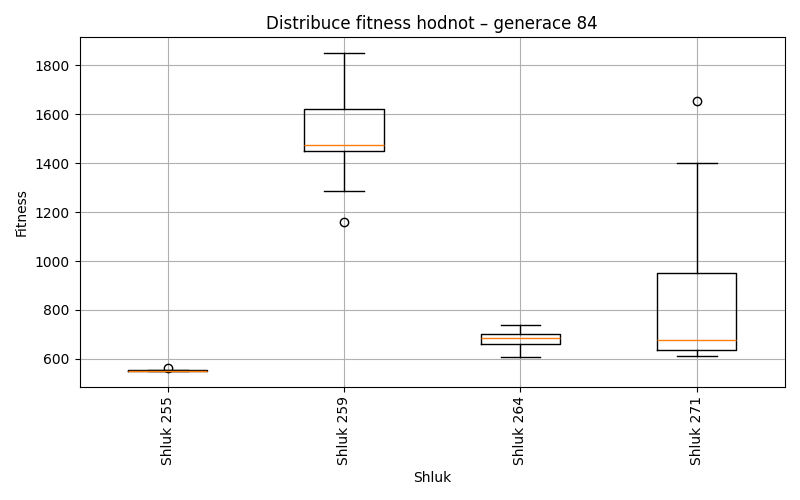 Distribuce fitness hodnot – generace 84
Fitness
1800
1600
1400
1200
1000
800
600
Shluk 255
Shluk 259
Shluk 264
Shluk 271
Shluk